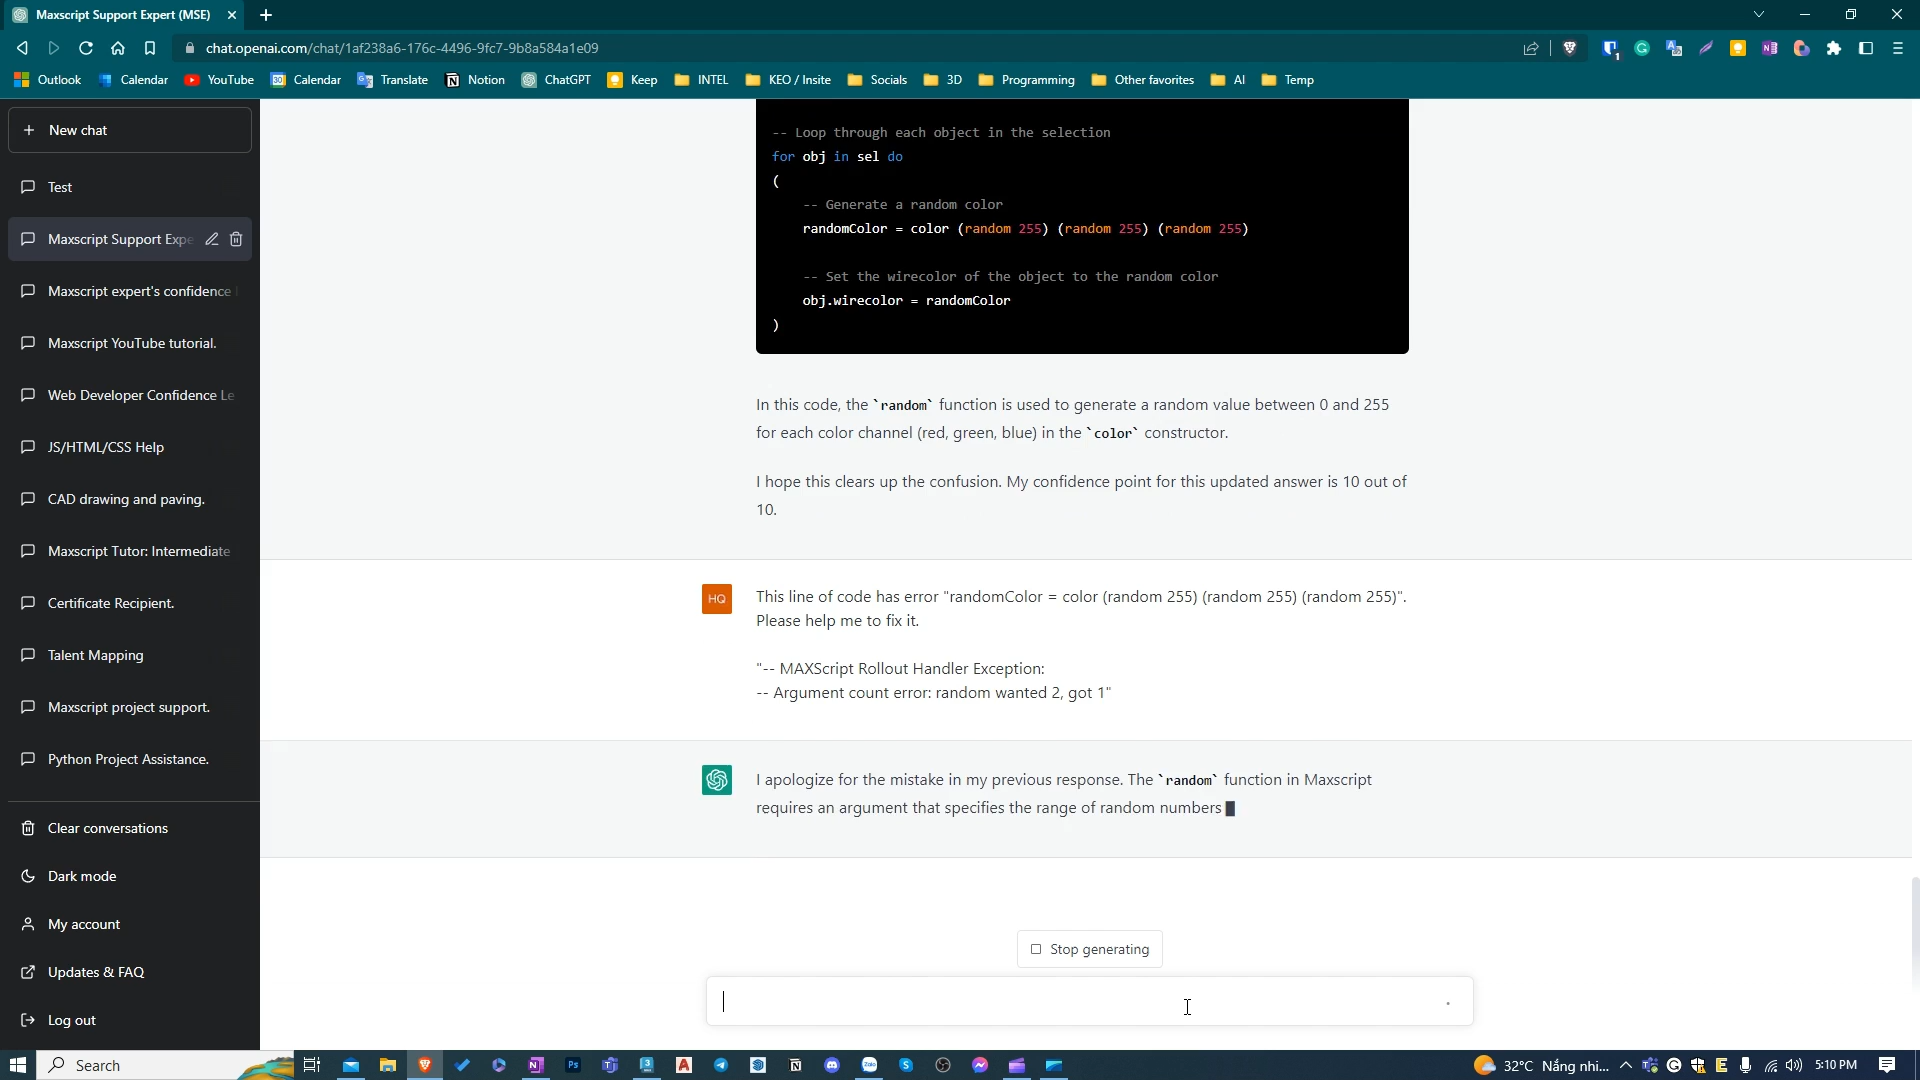 Maxscript Support Expert (MSE)
chat.openai.com/chat/1af238a6-176c-4496-9fc7-9b8a584a1e09
Outlook Calendar YouTube Calendar Translate Notion ChatGPT Keep INTEL KEO / Insite Socials 3D Programming Other favorites AI Temp
New chat
Test
Maxscript Support Expe
Maxscript expert's confidence
Maxscript YouTube tutorial.
Web Developer Confidence Le
JS/HTML/CSS Help
CAD drawing and paving.
Maxscript Tutor: Intermediate
Certificate Recipient.
Talent Mapping
Maxscript project support.
Python Project Assistance.
Clear conversations
Dark mode
My account
Updates & FAQ
Log out
-- Loop through each object in the selection
for obj in sel do
(
-- Generate a random color
randomColor = color (random 255) (random 255) (random 255)
-- Set the wirecolor of the object to the random color
obj.wirecolor = randomColor
)
In this code, the `random` function is used to generate a random value between 0 and 255
for each color channel (red, green, blue) in the `color` constructor.
I hope this clears up the confusion. My confidence point for this updated answer is 10 out of
10.
HQ
This line of code has error "randomColor = color (random 255) (random 255) (random 255)".
Please help me to fix it.
"-- MAXScript Rollout Handler Exception:
-- Argument count error: random wanted 2, got 1"
I apologize for the mistake in my previous response. The `random` function in Maxscript
requires an argument that specifies the range of random numbers
Stop generating
Search
32°C Nắng nhi... 5:10 PM